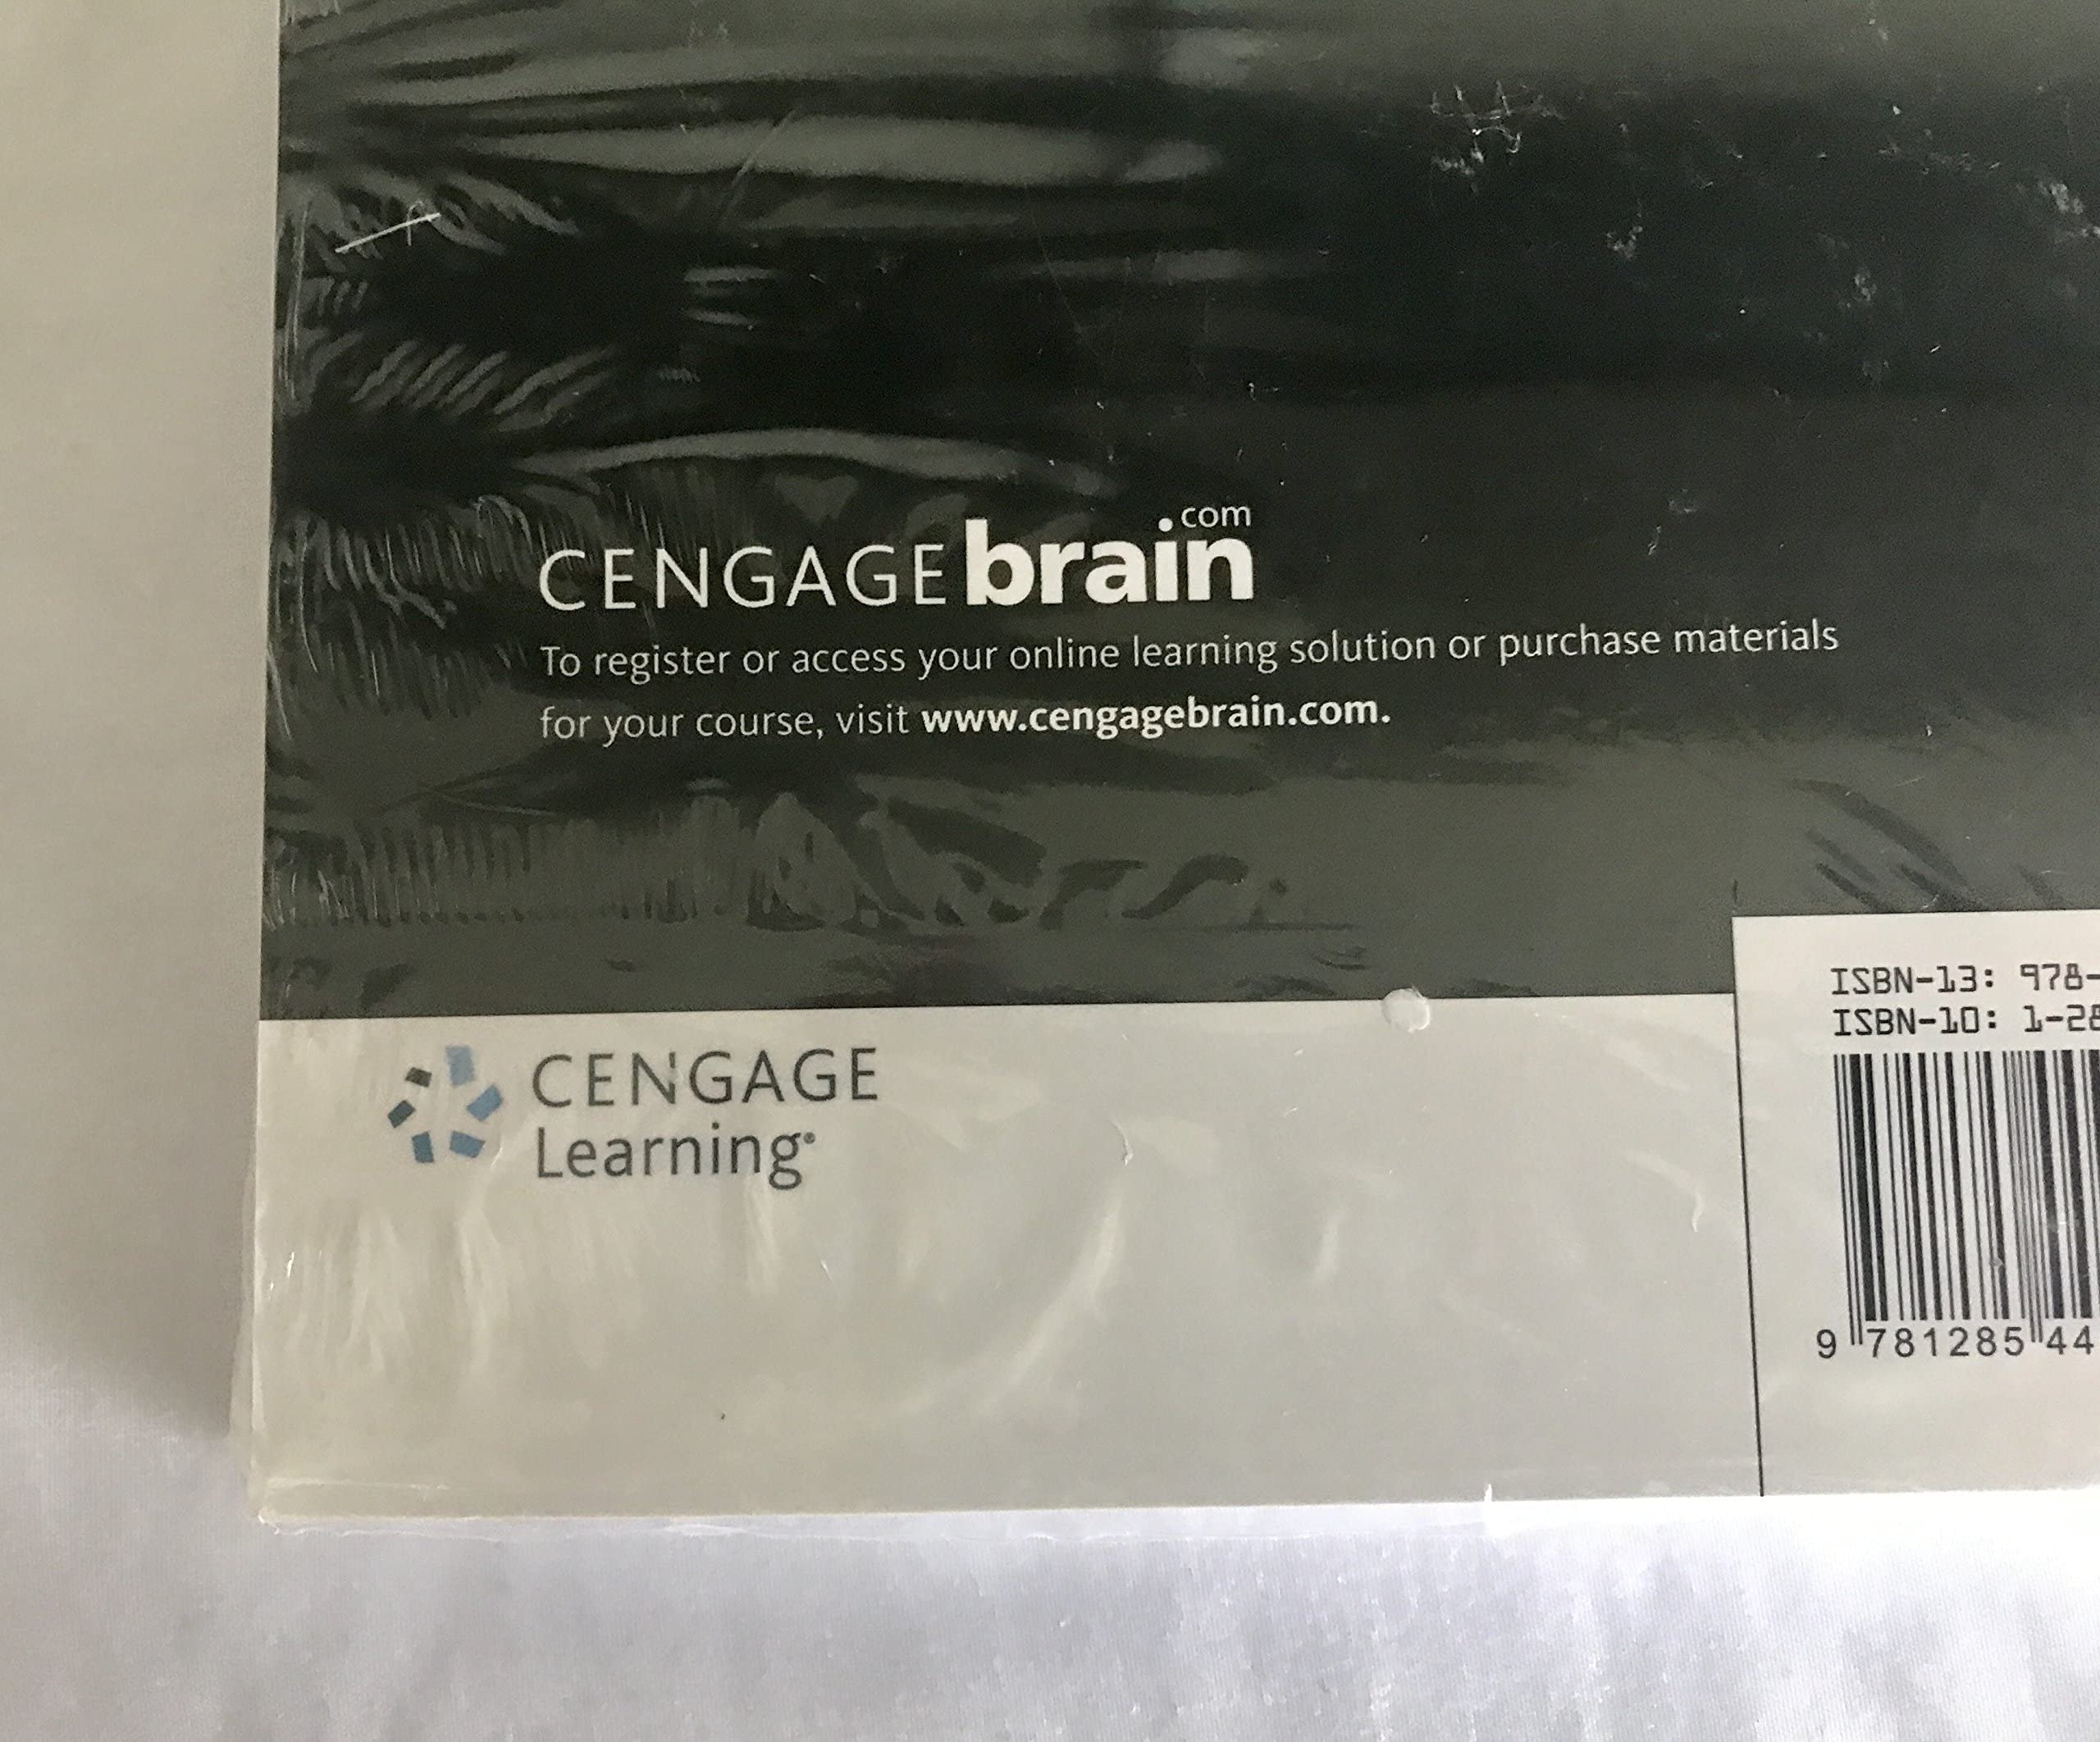 CENGAGEbrain.com
To register or access your online learning solution or purchase materials
for your course, visit www.cengagebrain.com.
CENGAGE
Learning®
ISBN-13: 978-
ISBN-10: 1-28
9 781285 44